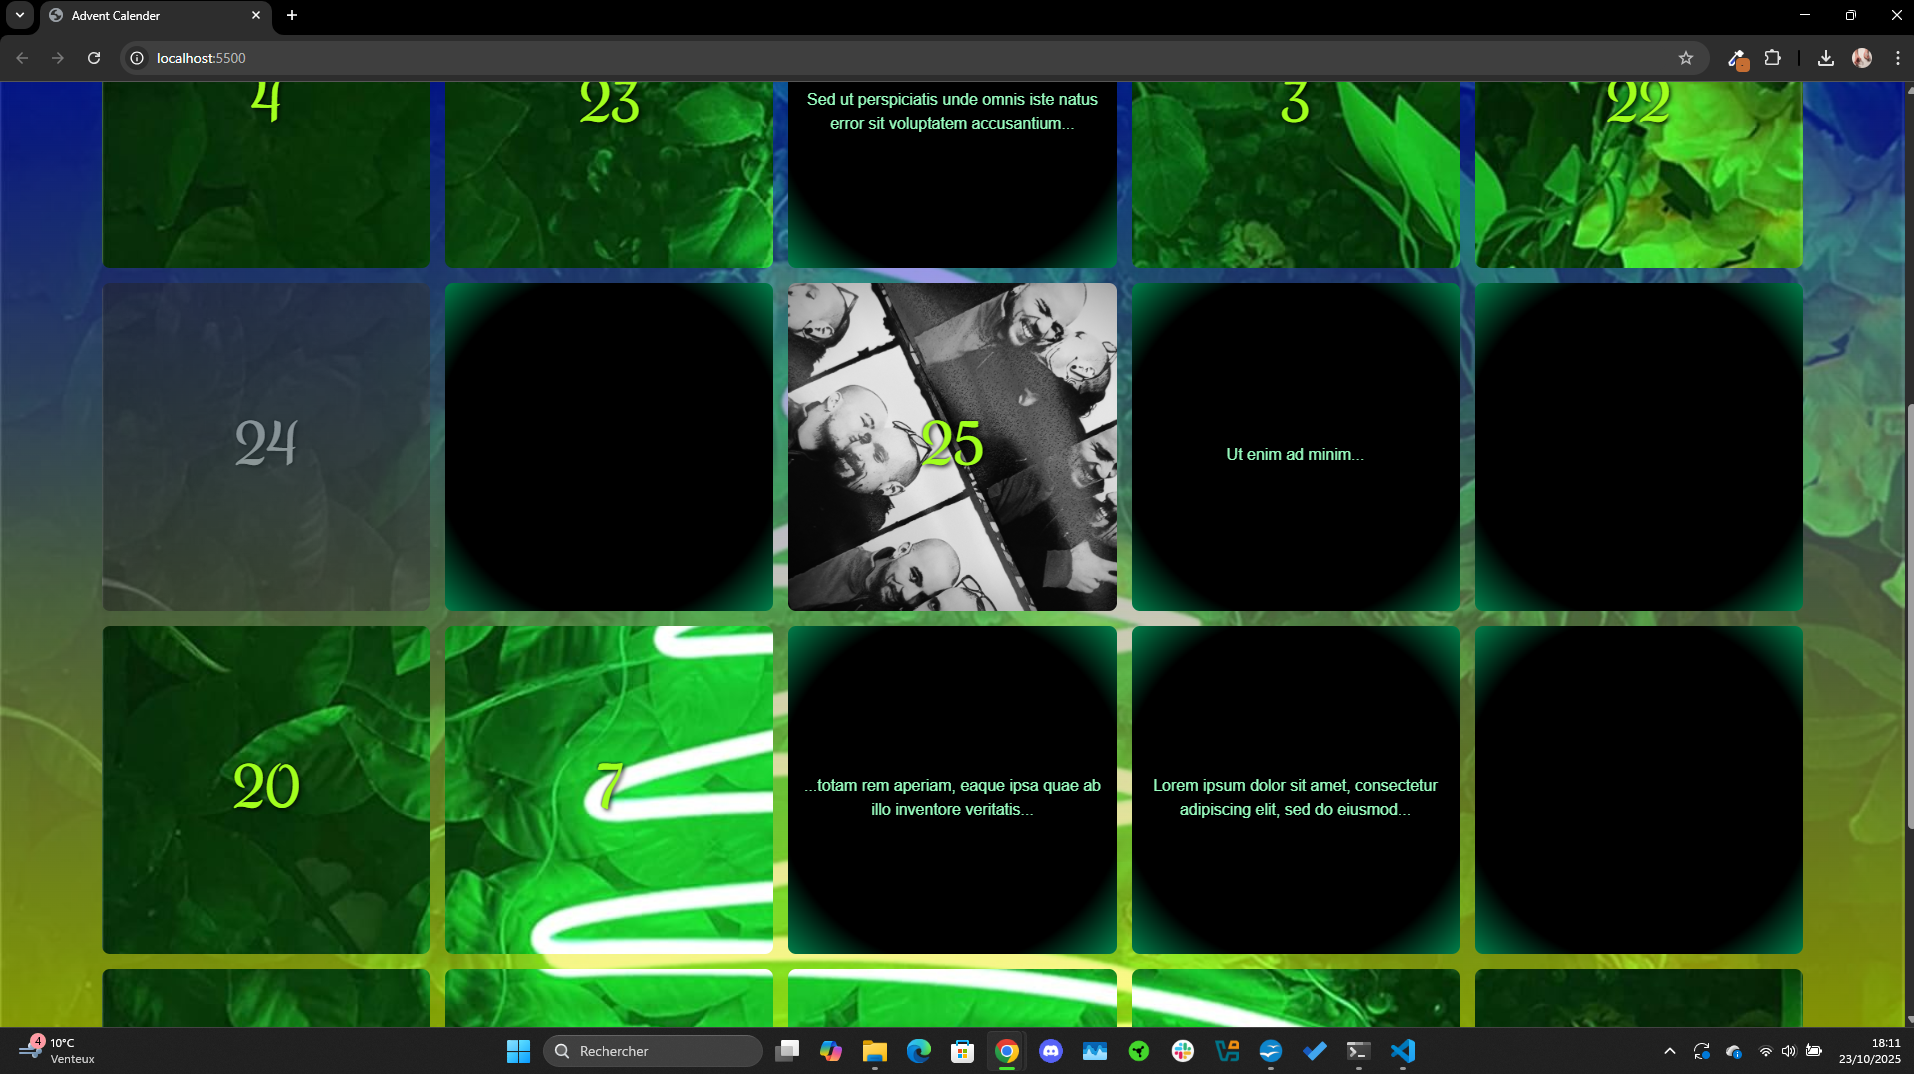 Advent Calender
localhost:5500
4
23
Sed ut perspiciatis unde omnis iste natus
error sit voluptatem accusantium...
3
22
24
25
Ut enim ad minim...
20
7
...totam rem aperiam, eaque ipsa quae ab
illo inventore veritatis...
Lorem ipsum dolor sit amet, consectetur
adipiscing elit, sed do eiusmod...
4
10°C
Venteux
Rechercher
18:11
23/10/2025